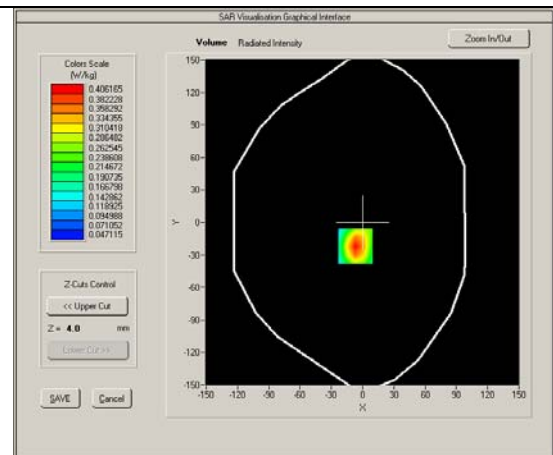 SAR Visualisation Graphical Interface
Volume Radiated Intensity
Zoom In/Out
Colors Scale
(W/kg)
0.406165
0.382228
0.358292
0.334355
0.310418
0.286482
0.262545
0.238608
0.214672
0.190735
0.166798
0.142862
0.118925
0.094988
0.071052
0.047115
Z-Cuts Control
<< Upper Cut
Z = 4.0 mm
Lower Cut >>
SAVE Cancel
150-
120-
90-
60-
30-
Y 0-
-30-
-60-
-90-
-120-
-150-
-150 -120 -90 -60 -30 0 30 60 90 120 150
X